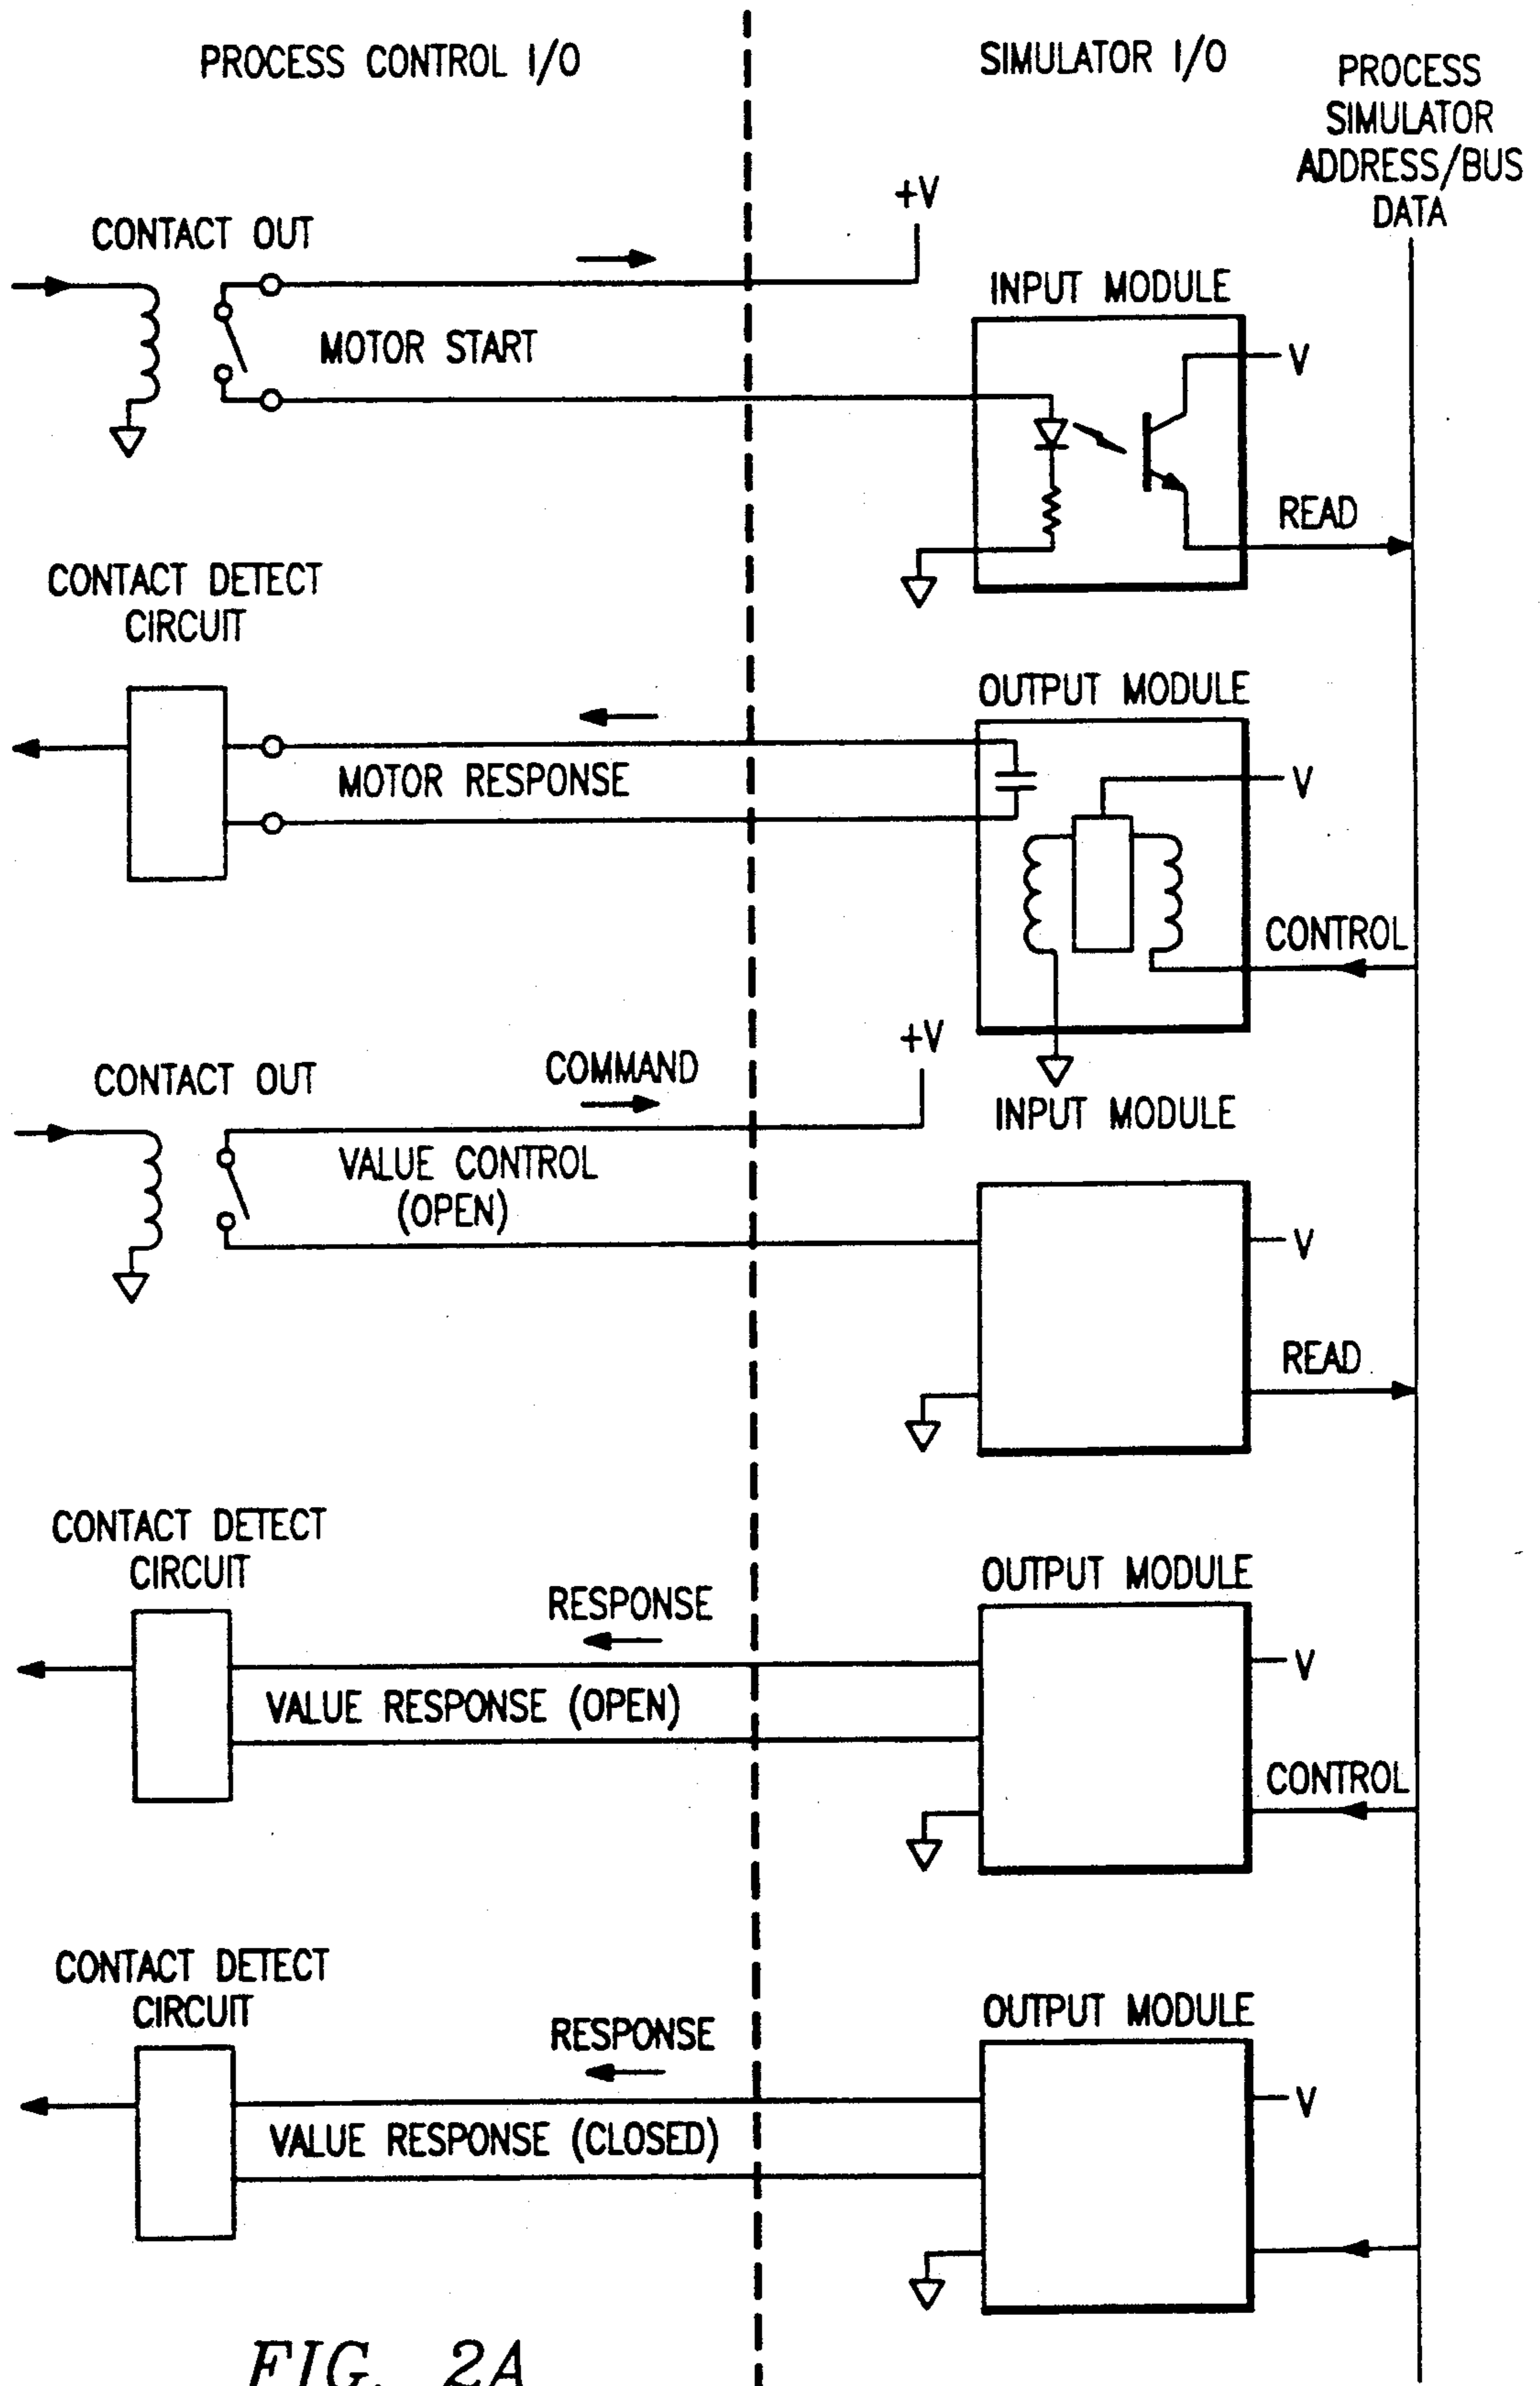 PROCESS CONTROL I/O
SIMULATOR I/O
PROCESS
SIMULATOR
ADDRESS/BUS
DATA
CONTACT OUT
+V
INPUT MODULE
MOTOR START
V
READ
CONTACT DETECT
CIRCUIT
OUTPUT MODULE
MOTOR RESPONSE
V
CONTROL
CONTACT OUT
COMMAND
+V
INPUT MODULE
VALUE CONTROL
(OPEN)
V
READ
CONTACT DETECT
CIRCUIT
RESPONSE
OUTPUT MODULE
VALUE RESPONSE (OPEN)
V
CONTROL
CONTACT DETECT
CIRCUIT
RESPONSE
OUTPUT MODULE
VALUE RESPONSE (CLOSED)
V
FIG. 2A